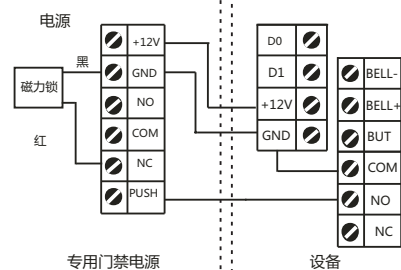 电源
黑
磁力锁
红
+12V
GND
NO
COM
NC
PUSH
D0
D1
+12V
GND
BELL-
BELL+
BUT
COM
NO
NC
专用门禁电源
设备